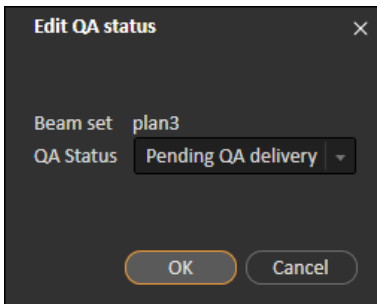 Edit QA status
Beam set plan3
QA Status Pending QA delivery
OK Cancel